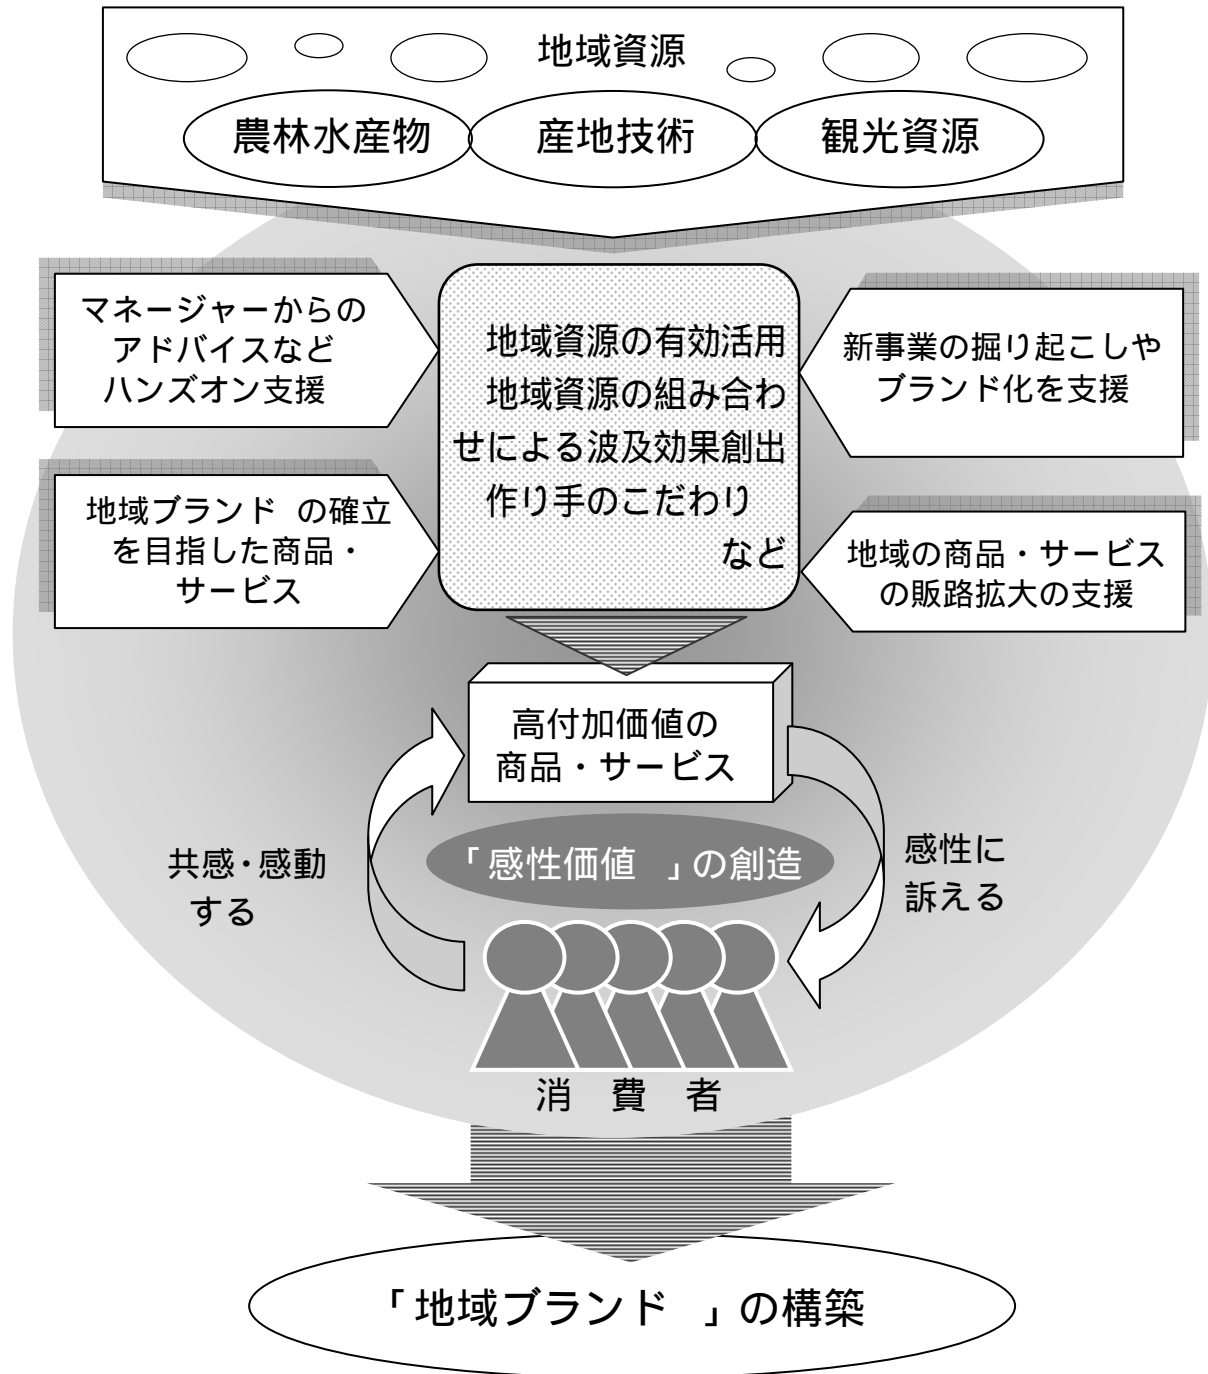 地域資源
農林水産物 産地技術 観光資源
マネージャーからの
アドバイスなど
ハンズオン支援
地域資源の有効活用
地域資源の組み合わ
せによる波及効果創出
作り手のこだわり
など
新事業の掘り起こしや
ブランド化を支援
地域ブランド の確立
を目指した商品・
サービス
地域の商品・サービス
の販路拡大の支援
高付加価値の
商品・サービス
共感・感動
する
「感性価値 」の創造
感性に
訴える
消 費 者
「地域ブランド 」の構築